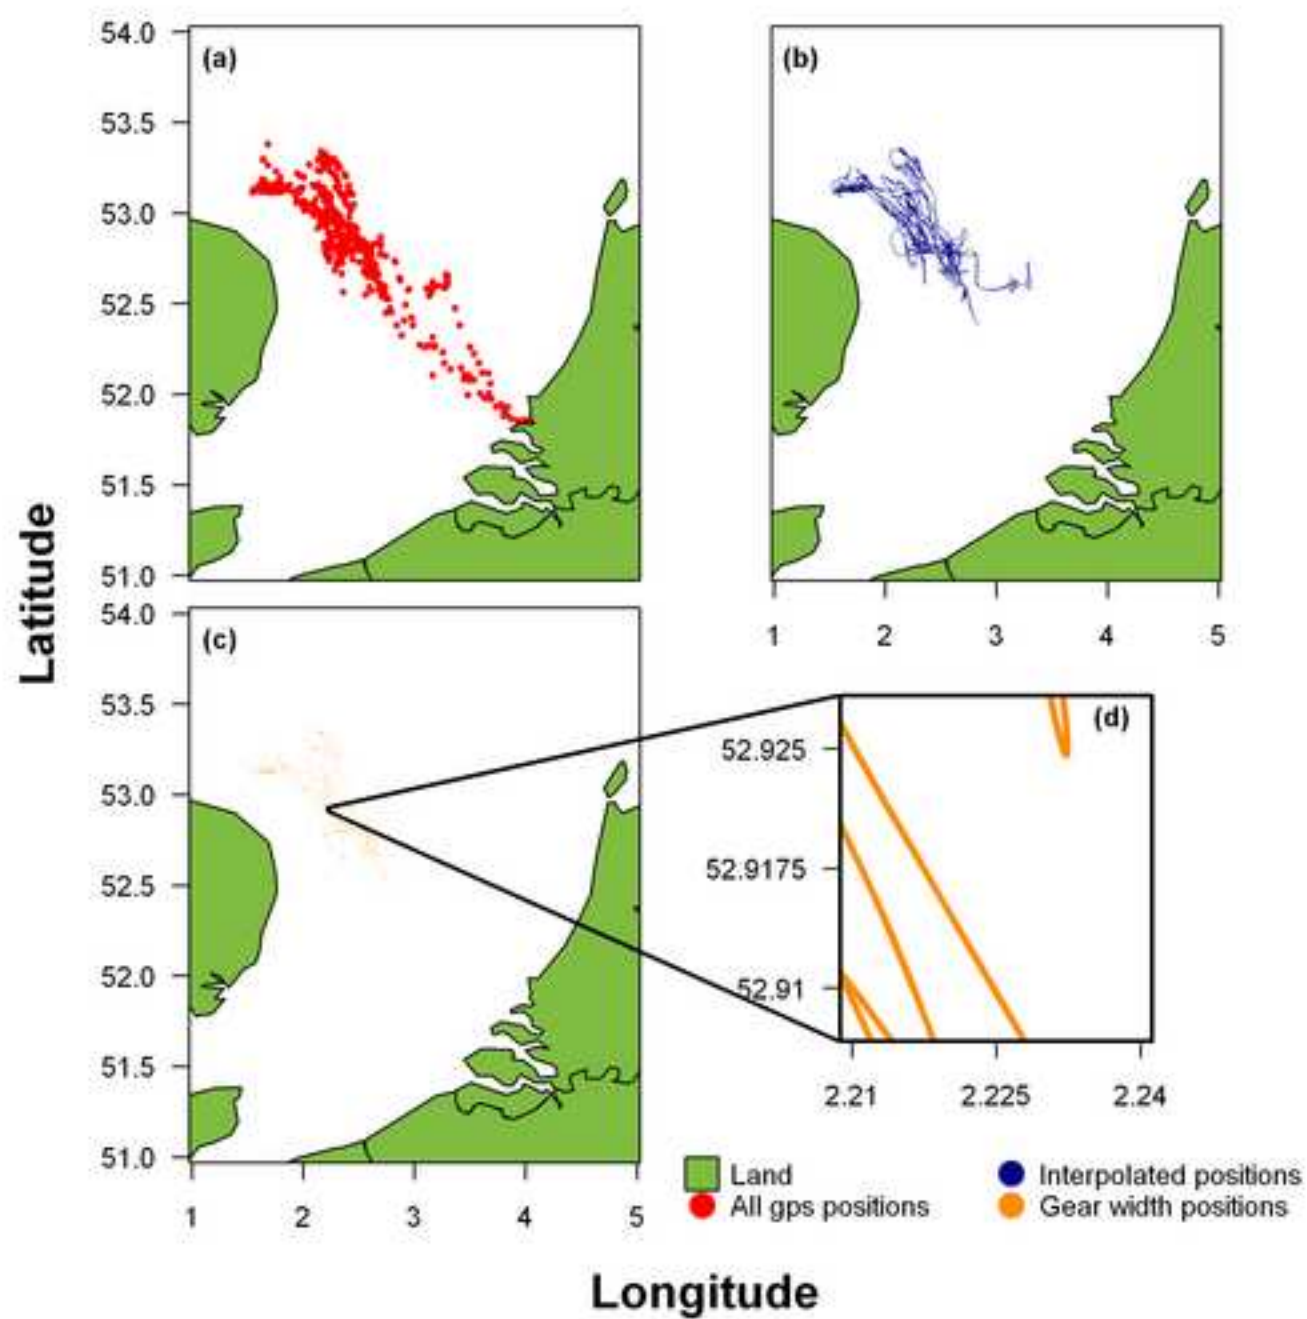 (a)
(b)
54.0
53.5
53.0
52.5
52.0
51.5
51.0
1 2 3 4 5
(c)
54.0
53.5
53.0
52.5
52.0
51.5
51.0
1 2 3 4 5
(d)
52.925
52.9175
52.91
2.21 2.225 2.24
Latitude
Land
All gps positions
Interpolated positions
Gear width positions
Longitude